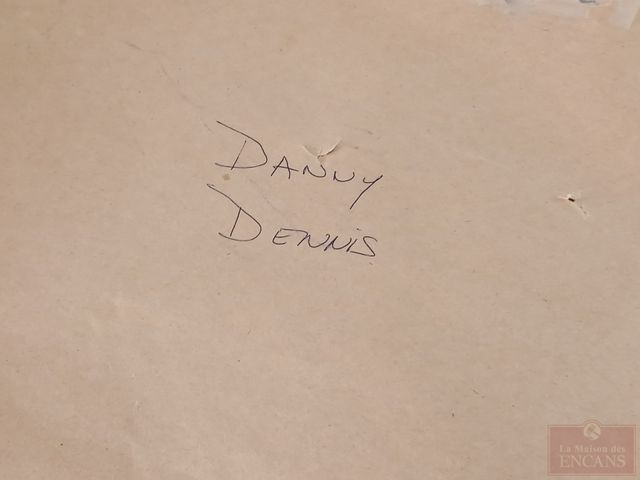 DANNY
DENNIS
La Maison des
ENCANS